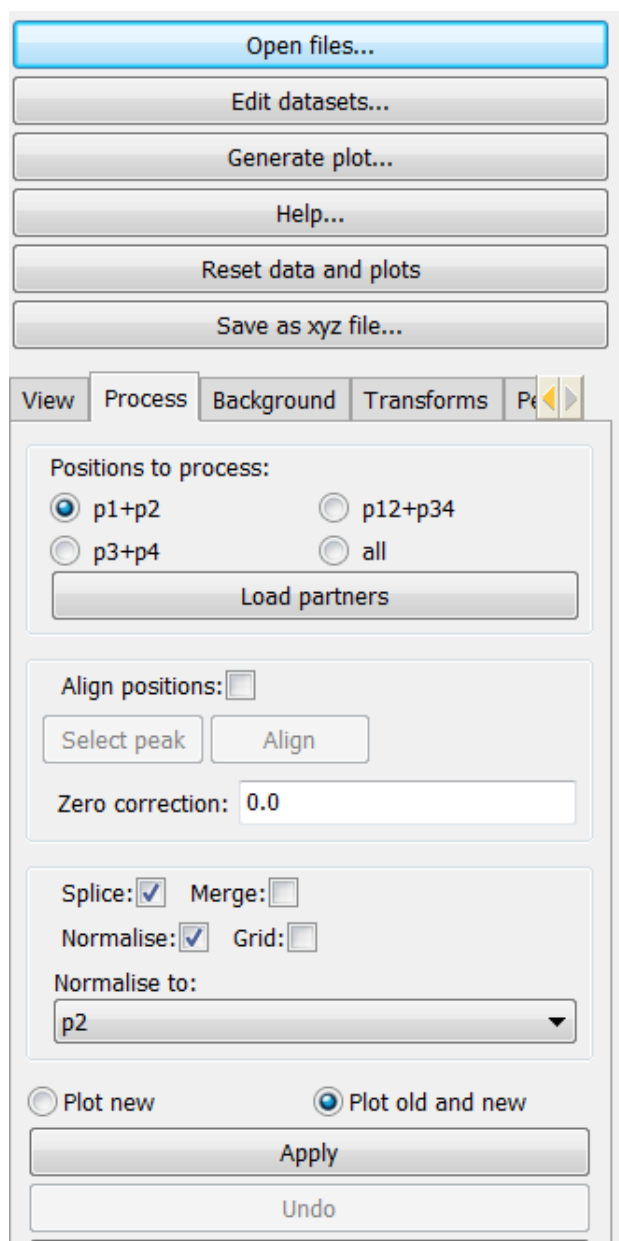 Open files...
Edit datasets...
Generate plot...
Help...
Reset data and plots
Save as xyz file...
View Process Background Transforms
Positions to process:
p1+p2 p12+p34
p3+p4 all
Load partners
Align positions:
Select peak Align
Zero correction: 0.0
Splice: Merge:
Normalise: Grid:
Normalise to:
p2
Plot new Plot old and new
Apply
Undo